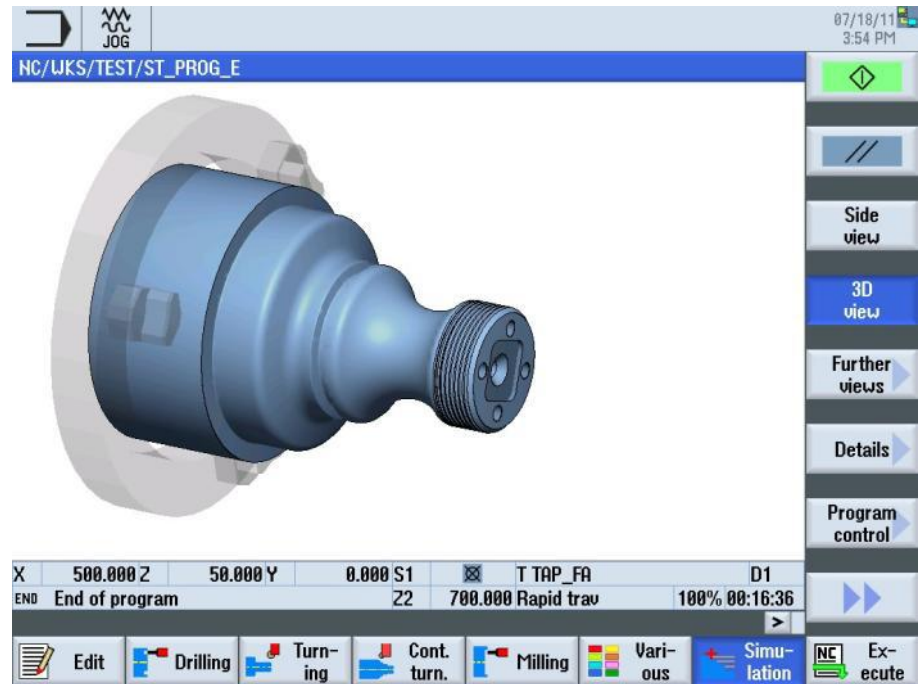 JOG
07/18/11
3:54 PM
NC/WKS/TEST/ST_PROG_E
Side
view
3D
view
Further
views
Details
Program
control
X 500.000 Z 50.000 Y 0.000 S1 T TAP_FA D1
END End of program Z2 700.000 Rapid trav 100% 00:16:36
>
Edit
Drilling
Turn-
ing
Cont.
turn.
Milling
Vari-
ous
Simu-
lation
NC
Ex-
ecute